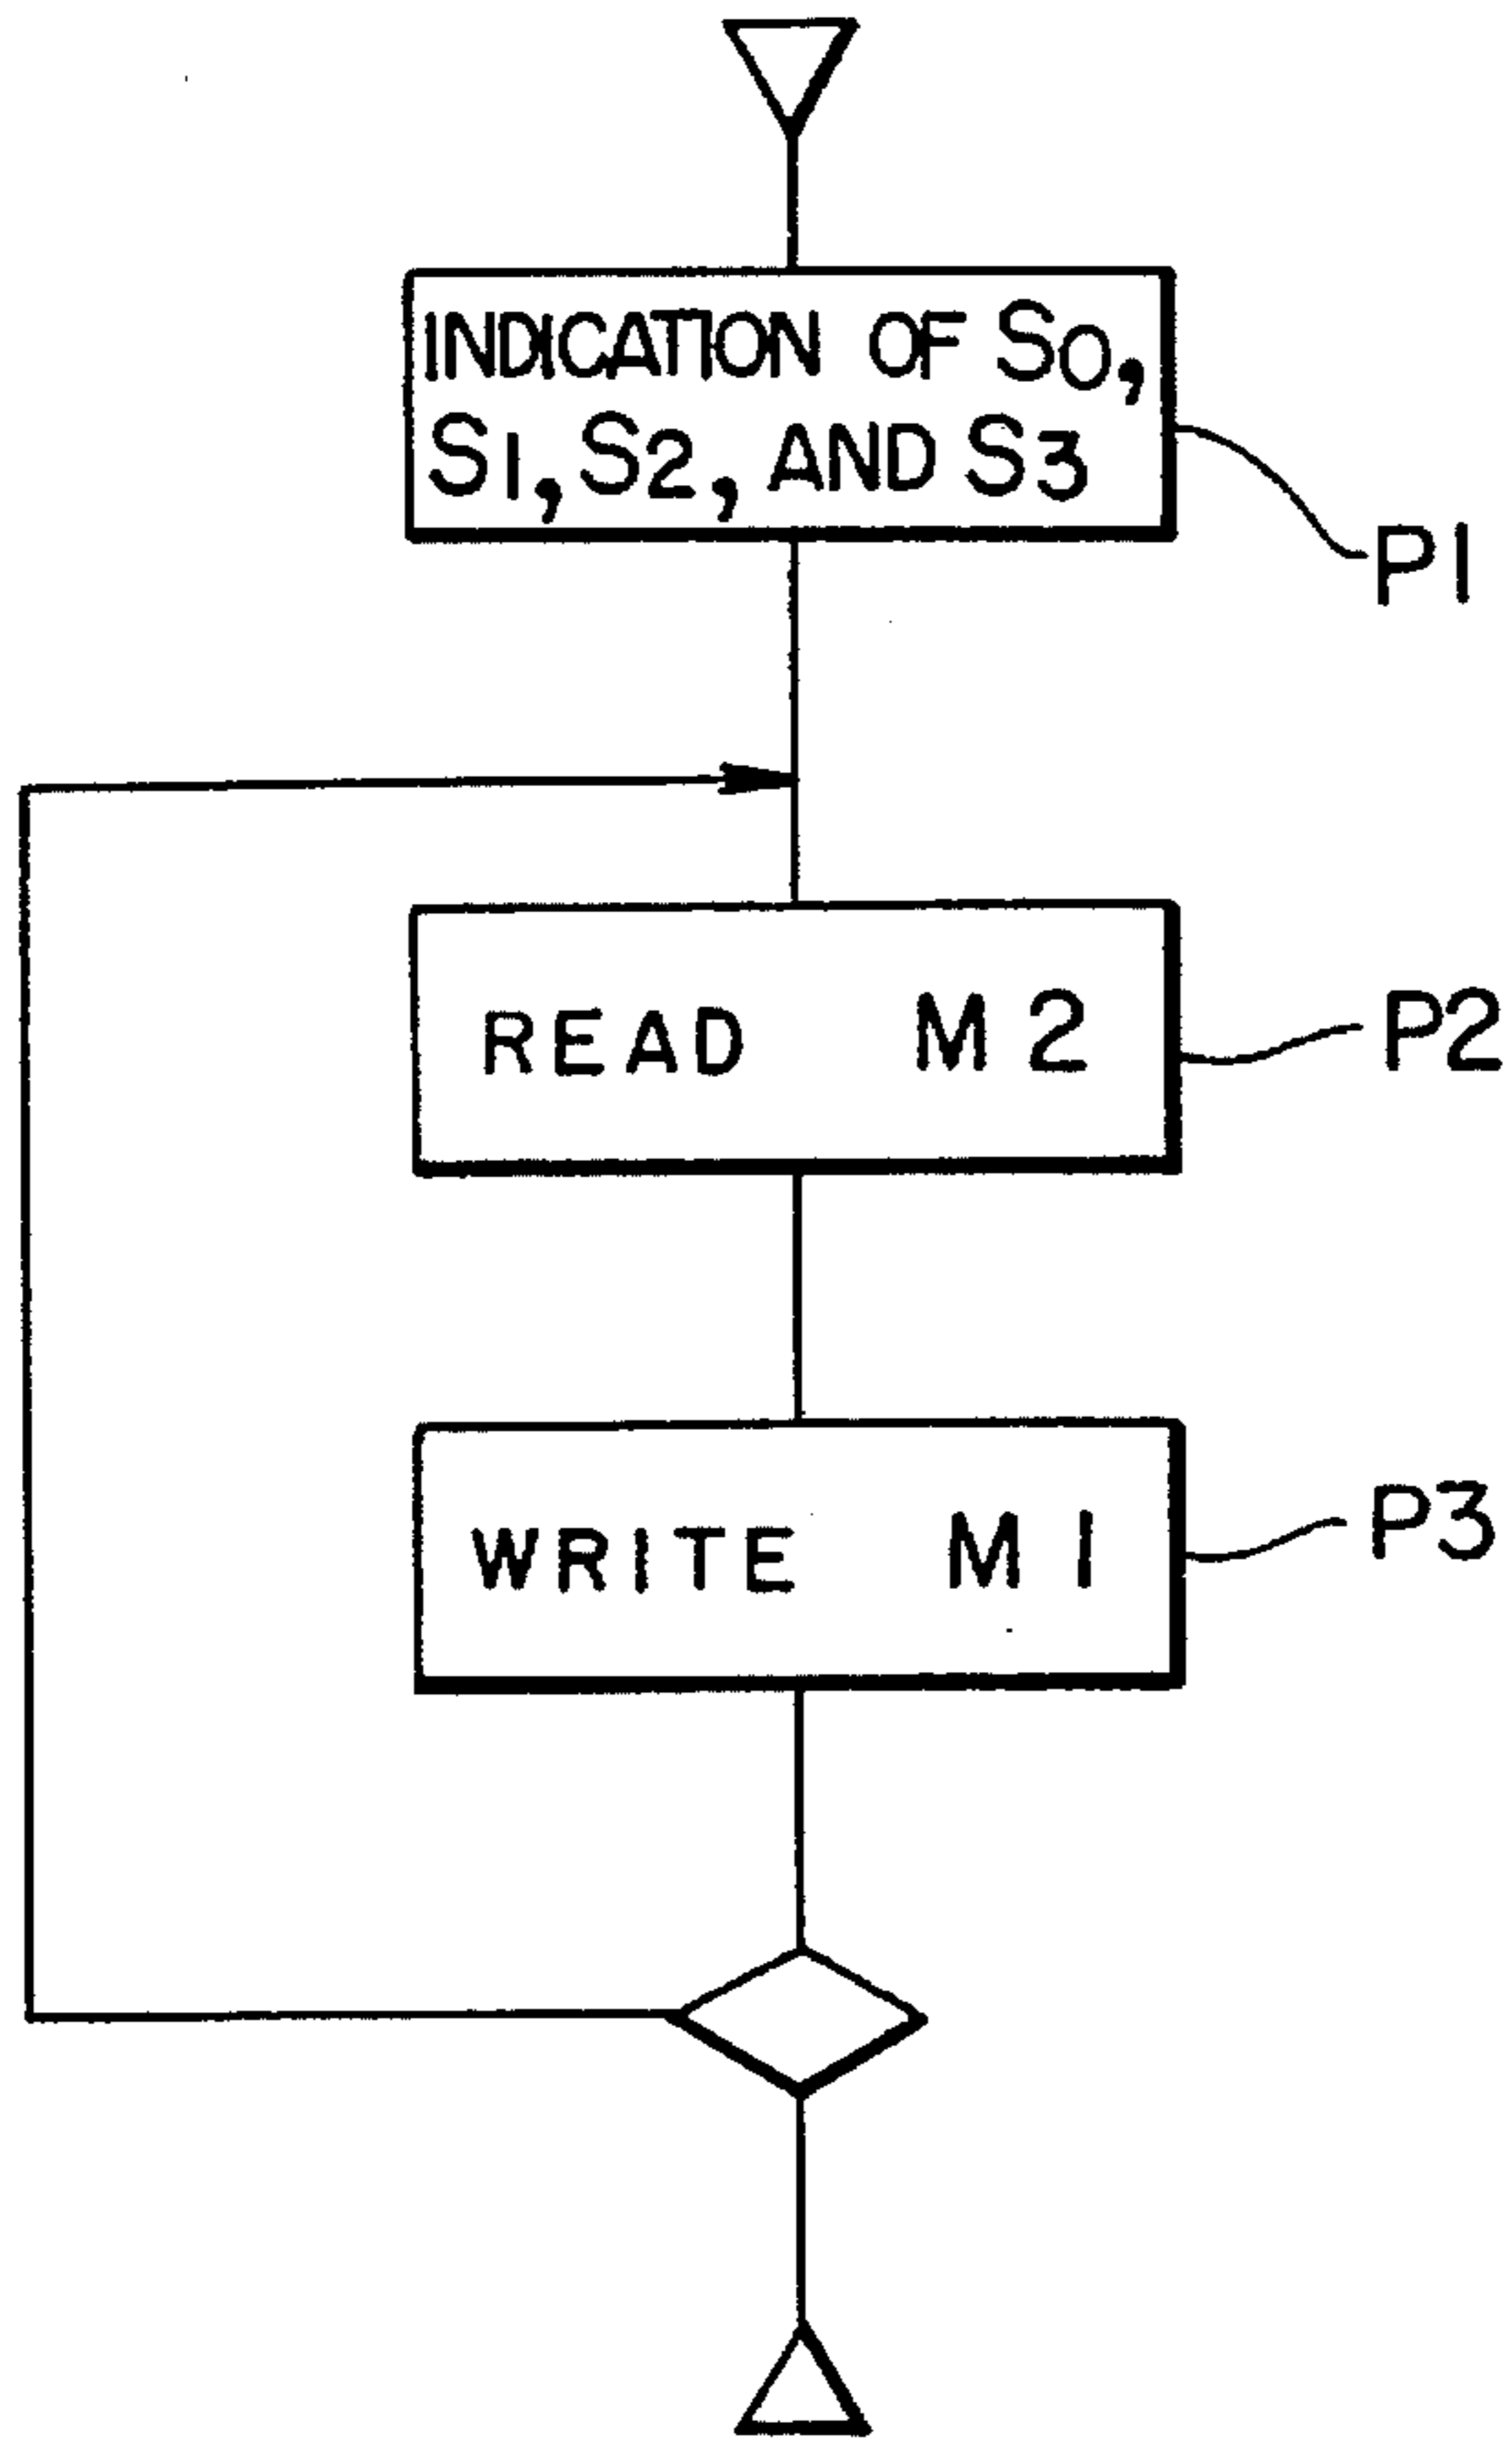 INDICATION OF S0,
S1, S2, AND S3
P1
READ M2
P2
WRITE M1
P3